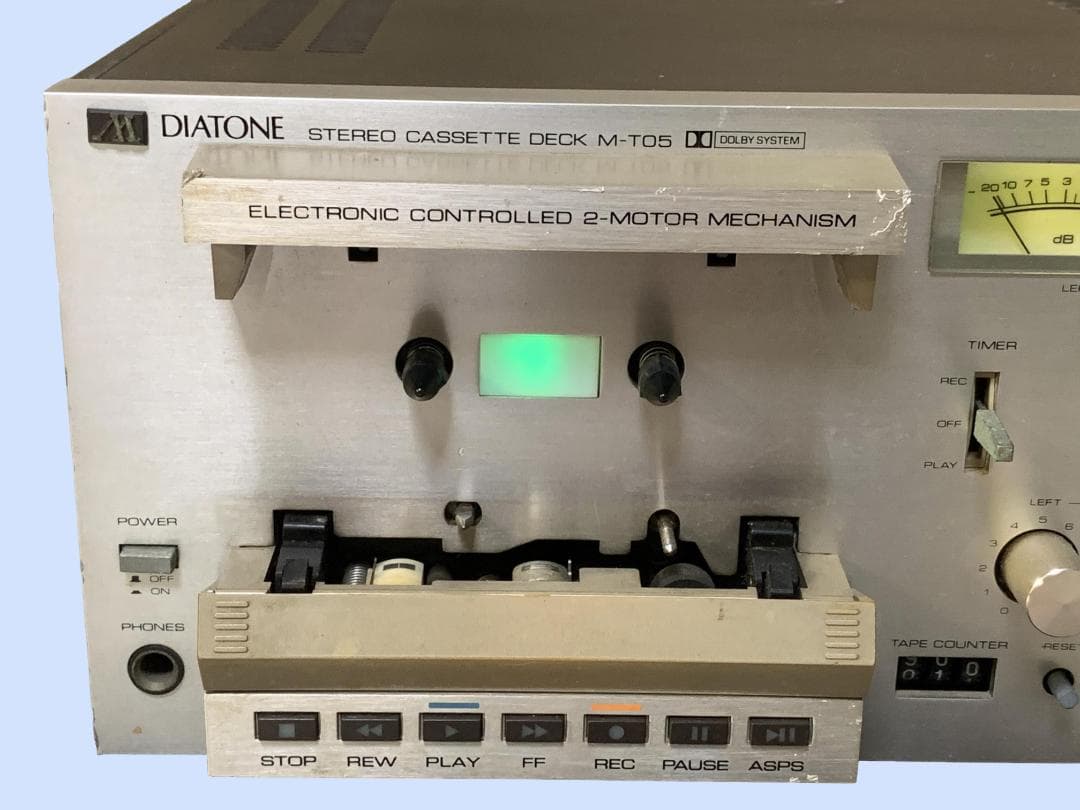 DIATONE STEREO CASSETTE DECK M-T05 DOLBY SYSTEM
ELECTRONIC CONTROLLED 2-MOTOR MECHANISM
- 20 10 7 5 3
dB
TIMER
REC
OFF
PLAY
LEFT
0 1 2 3 4 5 6
POWER
OFF
ON
PHONES
TAPE COUNTER
STOP REW PLAY FF REC PAUSE ASPS